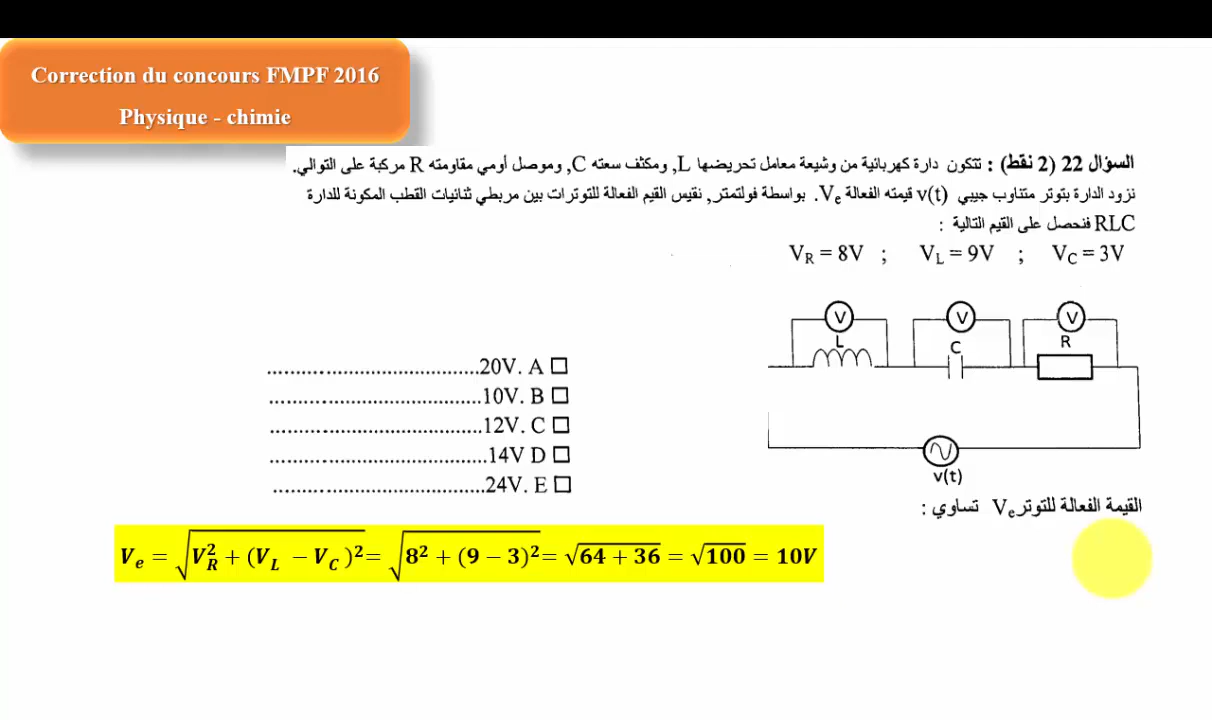 Correction du concours FMPF 2016
Physique - chimie
السؤال 22 (2 نقط) : تتكون دارة كهربائية من وشيعة معامل تحريضها L, ومكثف سعته C, وموصل أومي مقاومته R مركبة على التوالي.
نزود الدارة بتوتر متناوب جيبي v(t) قيمته الفعالة Ve. بواسطة فولتمتر, نقيس القيم الفعالة للتوترات بين مربطي ثنائيات القطب المكونة للدارة
RLC فنحصل على القيم التالية :
VR = 8V ; VL = 9V ; VC = 3V
V V V
L C R
20V. A ☐
10V. B ☐
12V. C ☐
14V D ☐
24V. E ☐
v(t)
القيمة الفعالة للتوتر Ve تساوي :
Ve = √(VR² + (VL − VC)²) = √(8² + (9 − 3)²) = √(64 + 36) = √100 = 10V